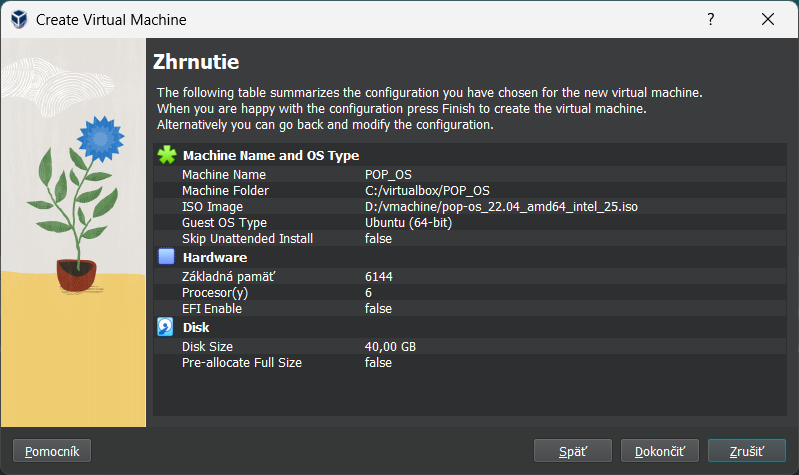 Create Virtual Machine
Zhrnutie
The following table summarizes the configuration you have chosen for the new virtual machine.
When you are happy with the configuration press Finish to create the virtual machine.
Alternatively you can go back and modify the configuration.
Machine Name and OS Type
Machine Name POP_OS
Machine Folder C:/virtualbox/POP_OS
ISO Image D:/vmachine/pop-os_22.04_amd64_intel_25.iso
Guest OS Type Ubuntu (64-bit)
Skip Unattended Install false
Hardware
Základná pamäť 6144
Procesor(y) 6
EFI Enable false
Disk
Disk Size 40,00 GB
Pre-allocate Full Size false
Pomocník Späť Dokončiť Zrušiť